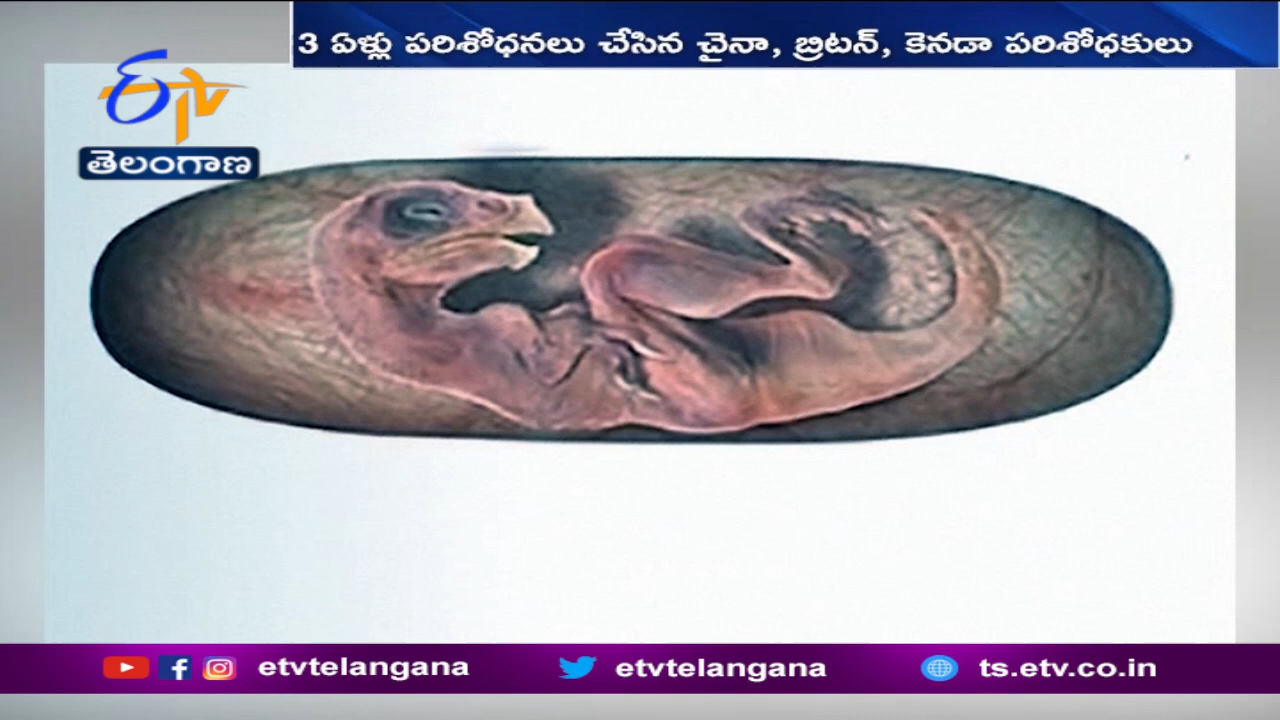 3 ఏళ్లు పరిశోధనలు చేసిన చైనా, బ్రిటన్, కెనడా పరిశోధకులు
ETV
తెలంగాణ
etvtelangana etvtelangana ts.etv.co.in